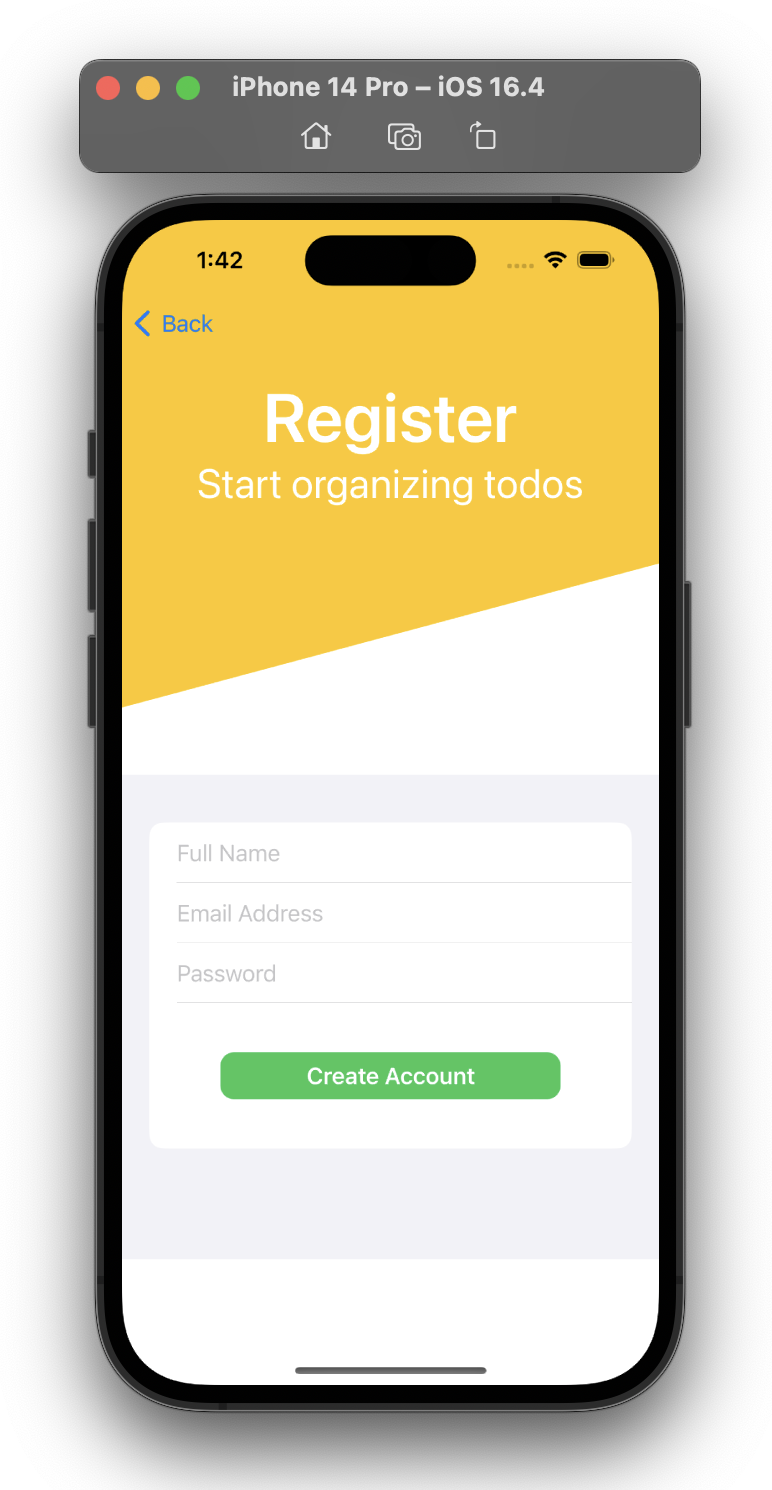 iPhone 14 Pro – iOS 16.4
1:42
Back
Register
Start organizing todos
Full Name
Email Address
Password
Create Account